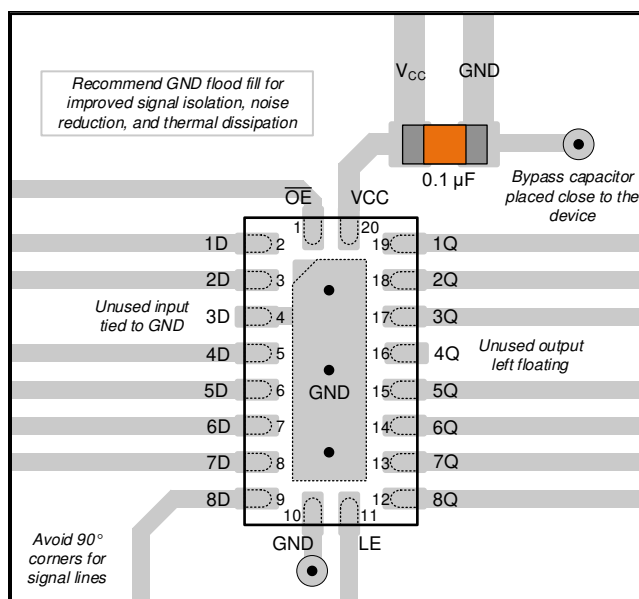 Recommend GND flood fill for
improved signal isolation, noise
reduction, and thermal dissipation
VCC
GND
0.1 µF
Bypass capacitor
placed close to the
device
OE
VCC
1
20
1D 2
19 1Q
2D 3
18 2Q
Unused input
tied to GND
3D 4
17 3Q
4D 5
16 4Q
Unused output
left floating
5D 6
GND
15 5Q
6D 7
14 6Q
7D 8
13 7Q
8D 9
12 8Q
10
11
GND
LE
Avoid 90°
corners for
signal lines